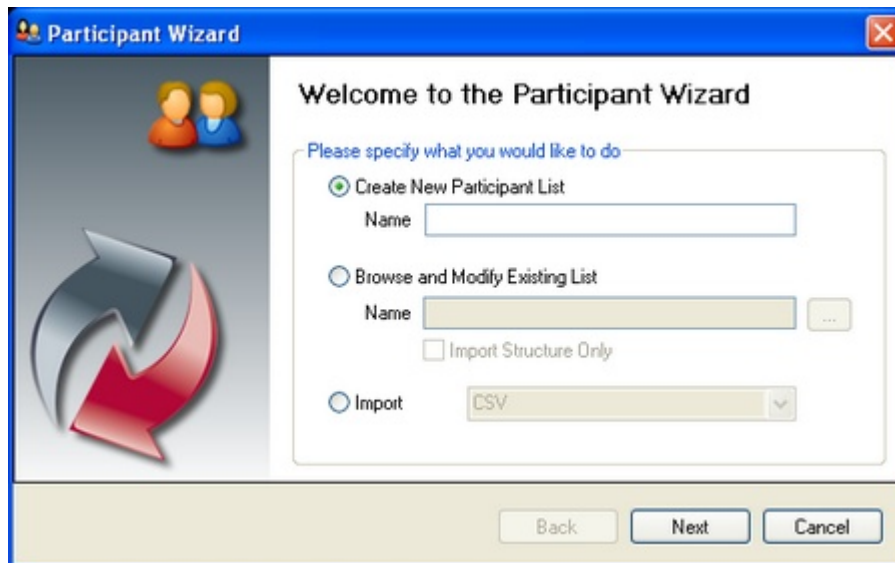 Participant Wizard
Welcome to the Participant Wizard
Please specify what you would like to do
Create New Participant List
Name
Browse and Modify Existing List
Name
...
Import Structure Only
Import
CSV
Back
Next
Cancel